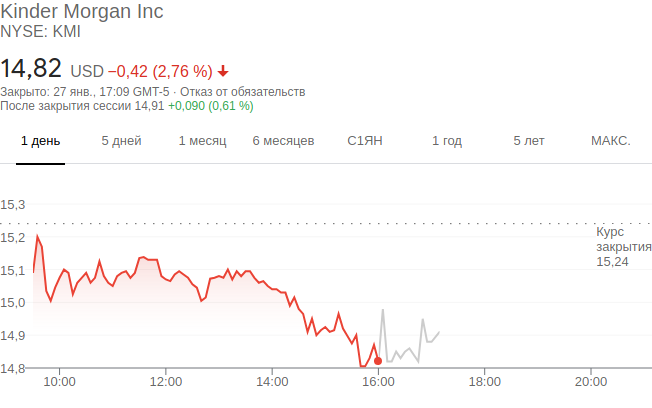 Kinder Morgan Inc
NYSE: KMI
14,82 USD −0,42 (2,76 %)
Закрыто: 27 янв., 17:09 GMT-5 · Отказ от обязательств
После закрытия сессии 14,91 +0,090 (0,61 %)
1 день 5 дней 1 месяц 6 месяцев С1ЯН 1 год 5 лет МАКС.
15,3
15,2
15,1
15,0
14,9
14,8
Курс
закрытия
15,24
10:00 12:00 14:00 16:00 18:00 20:00